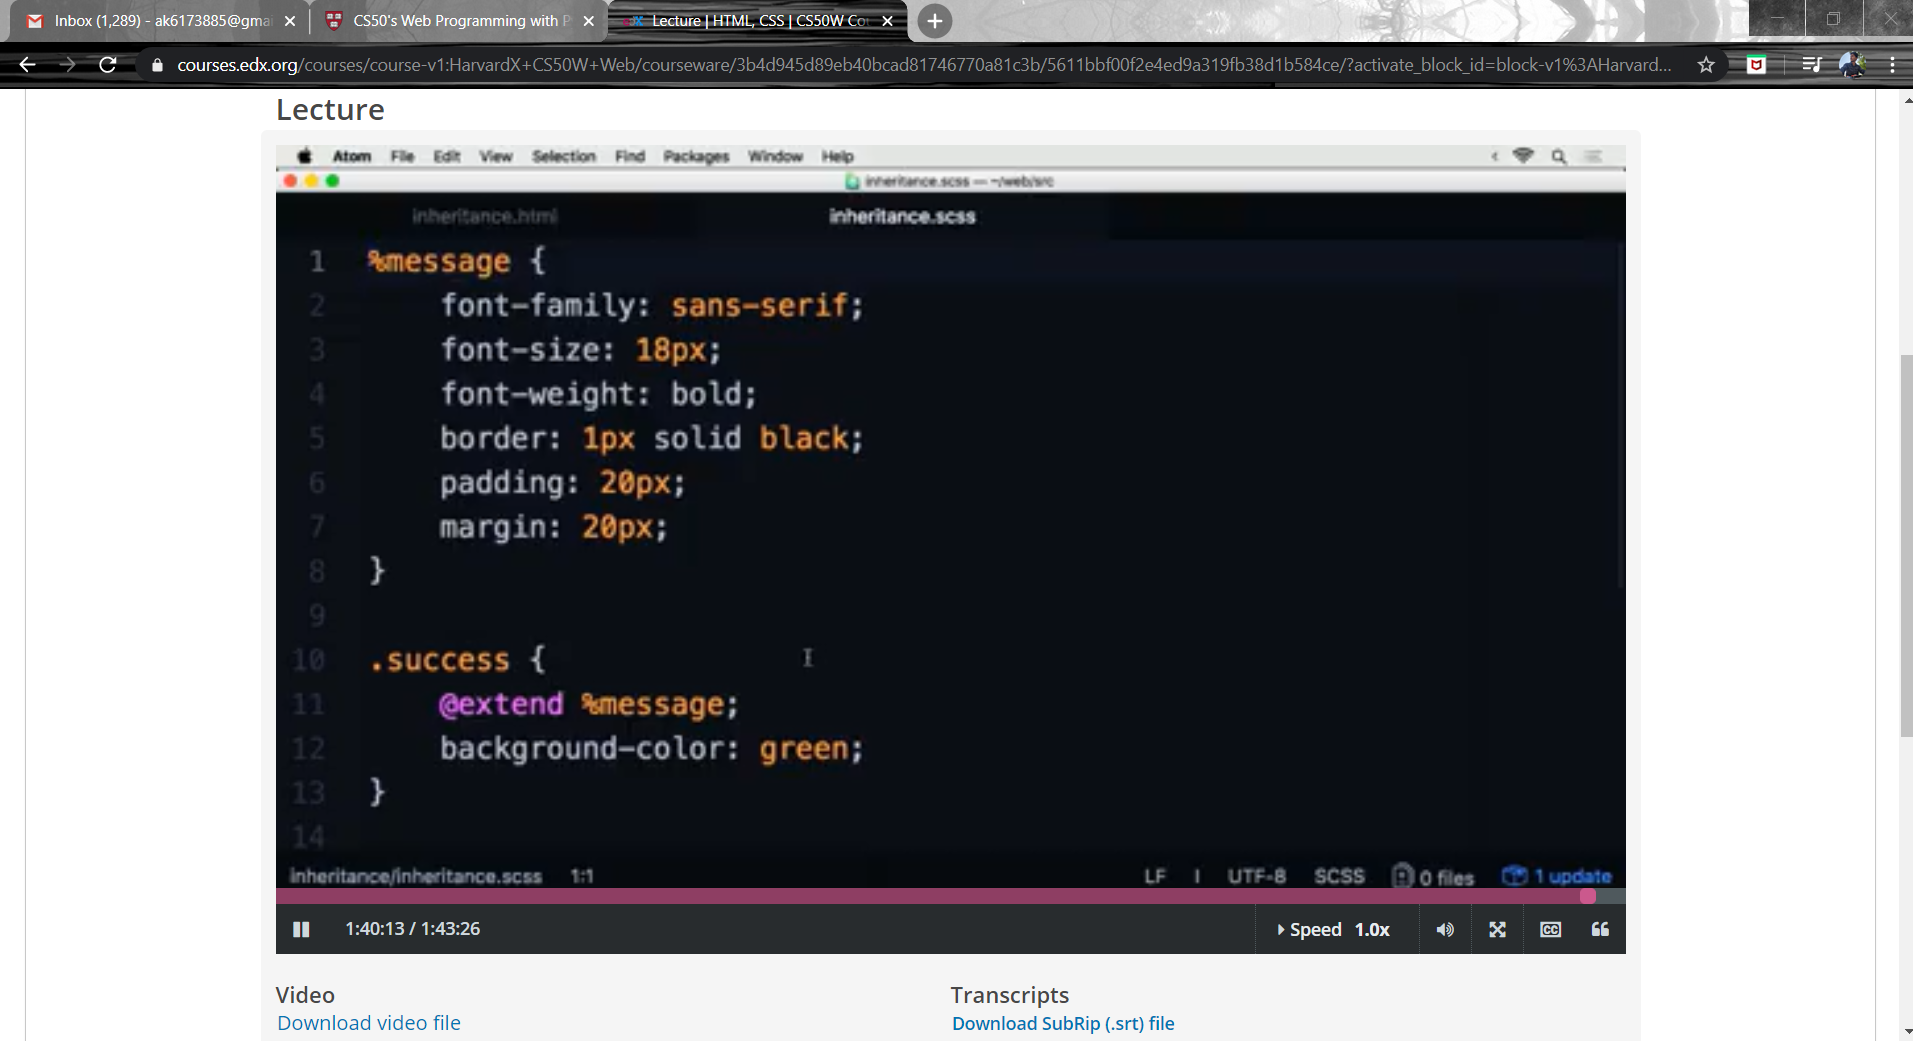 Inbox (1,289) - ak6173885@gmai
CS50's Web Programming with P
Lecture | HTML, CSS | CS50W Co
courses.edx.org/courses/course-v1:HarvardX+CS50W+Web/courseware/3b4d945d89eb40bcad81746770a81c3b/5611bbf00f2e4ed9a319fb38d1b584ce/?activate_block_id=block-v1%3AHarvard...
Lecture
Atom File Edit View Selection Find Packages Window Help
inheritance.scss — ~/web/src
inheritance.html inheritance.scss
1 %message {
2 font-family: sans-serif;
3 font-size: 18px;
4 font-weight: bold;
5 border: 1px solid black;
6 padding: 20px;
7 margin: 20px;
8 }
9
10 .success {
11 @extend %message;
12 background-color: green;
13 }
14
inheritance/inheritance.scss 1:1 LF UTF-8 SCSS 0 files 1 update
1:40:13 / 1:43:26 Speed 1.0x CC
Video Transcripts
Download video file Download SubRip (.srt) file